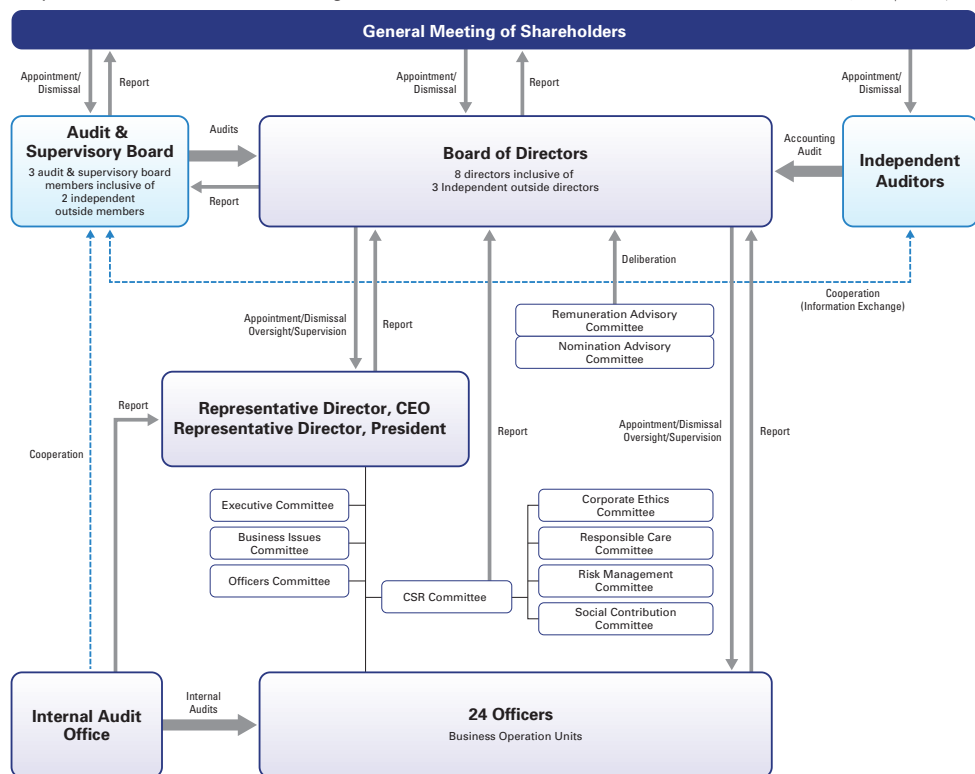 General Meeting of Shareholders
Appointment/
Dismissal
Report
Appointment/
Dismissal
Report
Appointment/
Dismissal
Audit &
Supervisory Board
3 audit & supervisory board
members inclusive of
2 independent
outside members
Audits
Report
Board of Directors
8 directors inclusive of
3 Independent outside directors
Accounting
Audit
Independent
Auditors
Deliberation
Cooperation
(Information Exchange)
Appointment/Dismissal
Oversight/Supervision
Report
Remuneration Advisory
Committee
Nomination Advisory
Committee
Report
Representative Director, CEO
Representative Director, President
Cooperation
Report
Appointment/Dismissal
Oversight/Supervision
Report
Executive Committee
Business Issues
Committee
Officers Committee
CSR Committee
Corporate Ethics
Committee
Responsible Care
Committee
Risk Management
Committee
Social Contribution
Committee
Internal Audit
Office
Internal
Audits
24 Officers
Business Operation Units